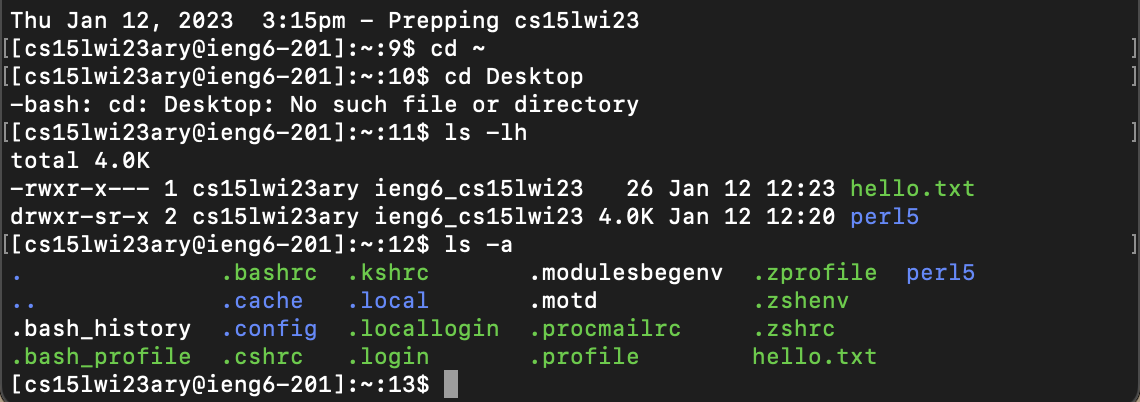 Thu Jan 12, 2023  3:15pm - Prepping cs15lwi23
[[cs15lwi23ary@ieng6-201]:~:9$ cd ~ ]
[[cs15lwi23ary@ieng6-201]:~:10$ cd Desktop ]
-bash: cd: Desktop: No such file or directory
[[cs15lwi23ary@ieng6-201]:~:11$ ls -lh ]
total 4.0K
-rwxr-x--- 1 cs15lwi23ary ieng6_cs15lwi23   26 Jan 12 12:23 hello.txt
drwxr-sr-x 2 cs15lwi23ary ieng6_cs15lwi23 4.0K Jan 12 12:20 perl5
[[cs15lwi23ary@ieng6-201]:~:12$ ls -a ]
.              .bashrc  .kshrc       .modulesbegenv  .zprofile  perl5
..             .cache   .local       .motd           .zshenv
.bash_history  .config  .locallogin  .procmailrc     .zshrc
.bash_profile  .cshrc   .login       .profile        hello.txt
[cs15lwi23ary@ieng6-201]:~:13$